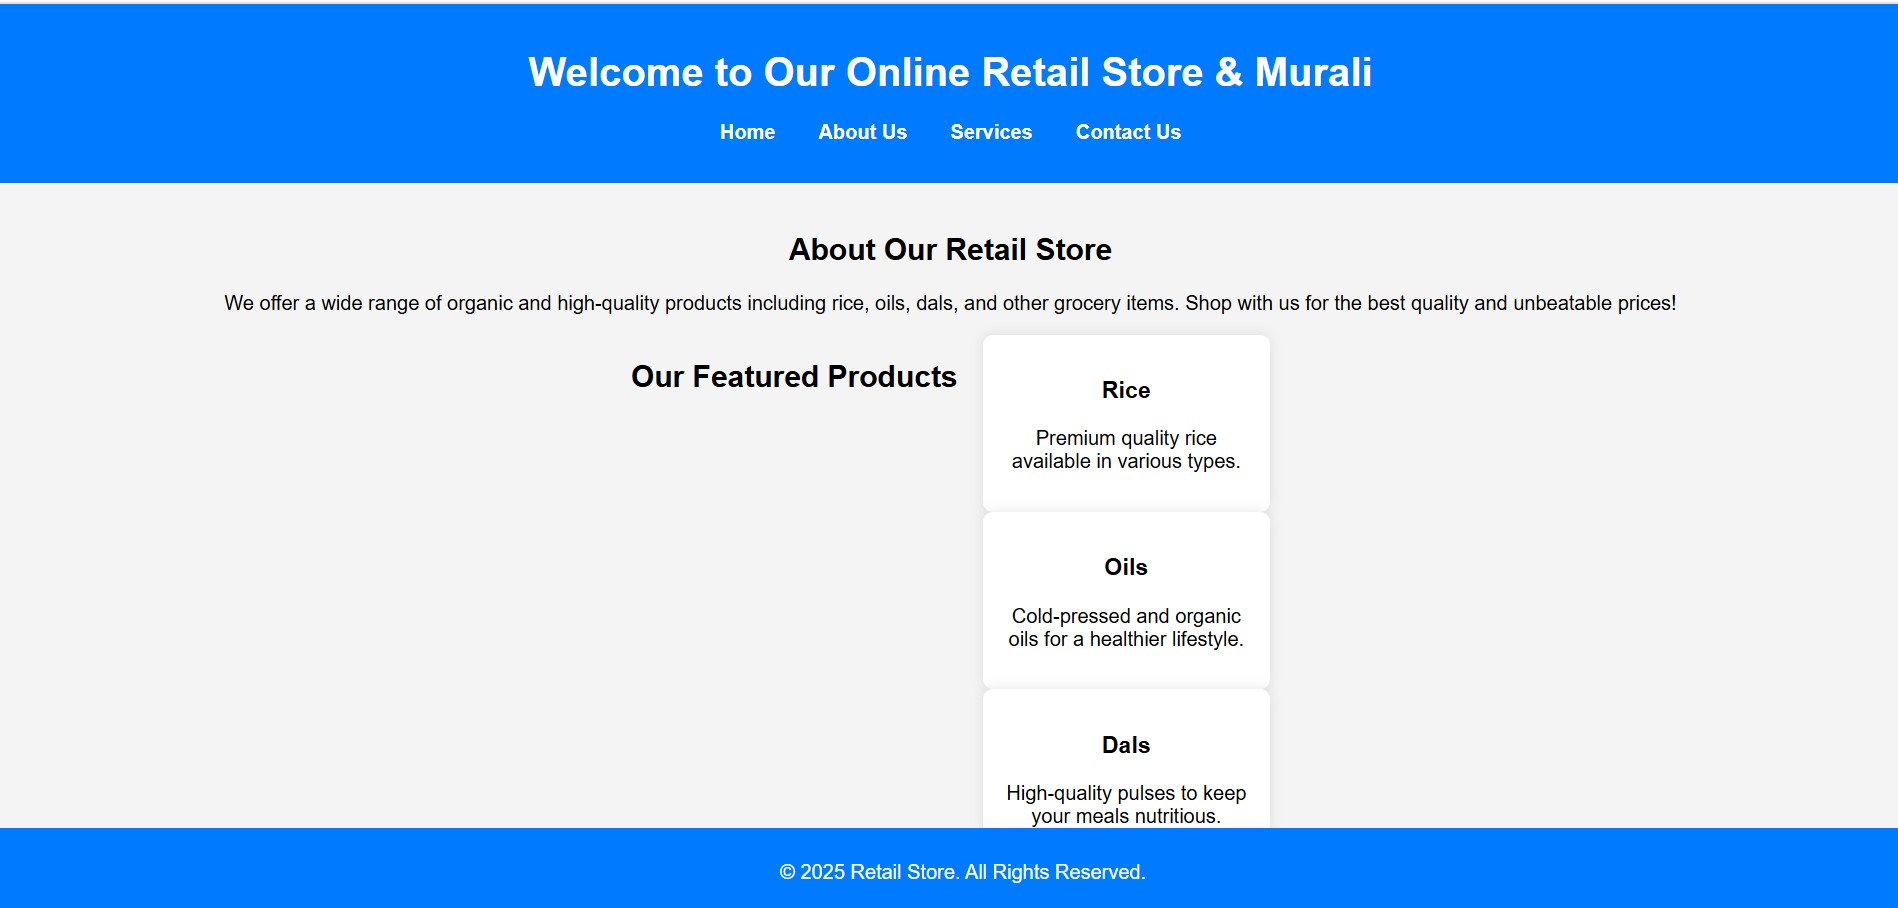 Welcome to Our Online Retail Store & Murali
Home About Us Services Contact Us
About Our Retail Store
We offer a wide range of organic and high-quality products including rice, oils, dals, and other grocery items. Shop with us for the best quality and unbeatable prices!
Our Featured Products
Rice
Premium quality rice
available in various types.
Oils
Cold-pressed and organic
oils for a healthier lifestyle.
Dals
High-quality pulses to keep
your meals nutritious.
© 2025 Retail Store. All Rights Reserved.